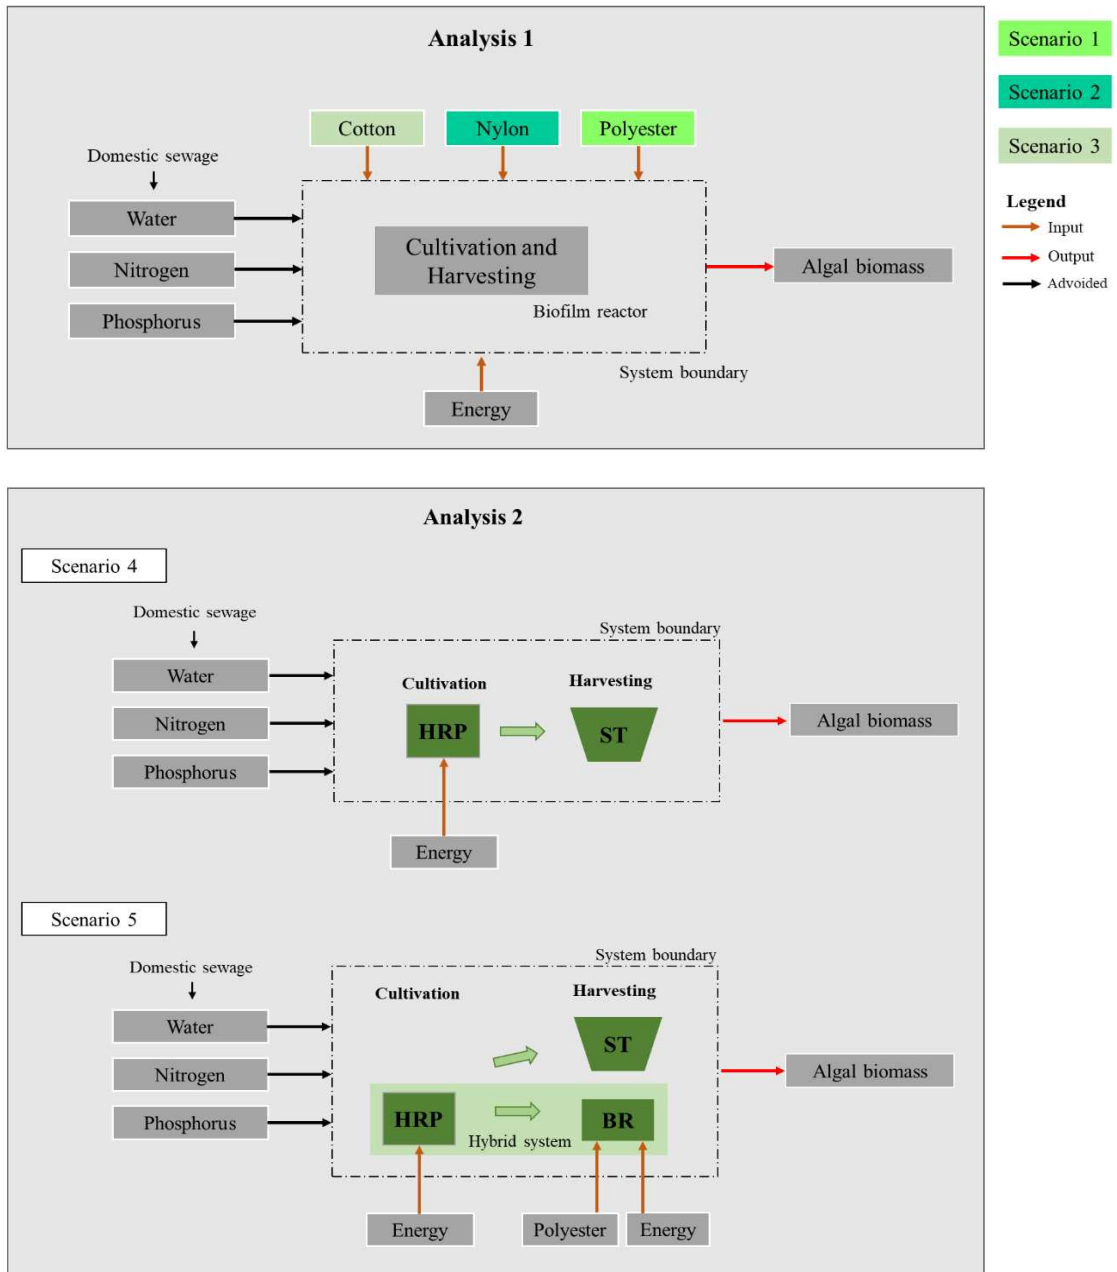 Analysis 1
Scenario 1
Scenario 2
Scenario 3
Legend
Input
Output
Advoided
Cotton
Nylon
Polyester
Domestic sewage
Water
Nitrogen
Phosphorus
Cultivation and
Harvesting
Biofilm reactor
System boundary
Algal biomass
Energy
Analysis 2
Scenario 4
Domestic sewage
System boundary
Water
Nitrogen
Phosphorus
Cultivation
Harvesting
HRP
ST
Algal biomass
Energy
Scenario 5
Domestic sewage
System boundary
Water
Nitrogen
Phosphorus
Cultivation
Harvesting
ST
HRP
BR
Hybrid system
Algal biomass
Energy
Polyester
Energy